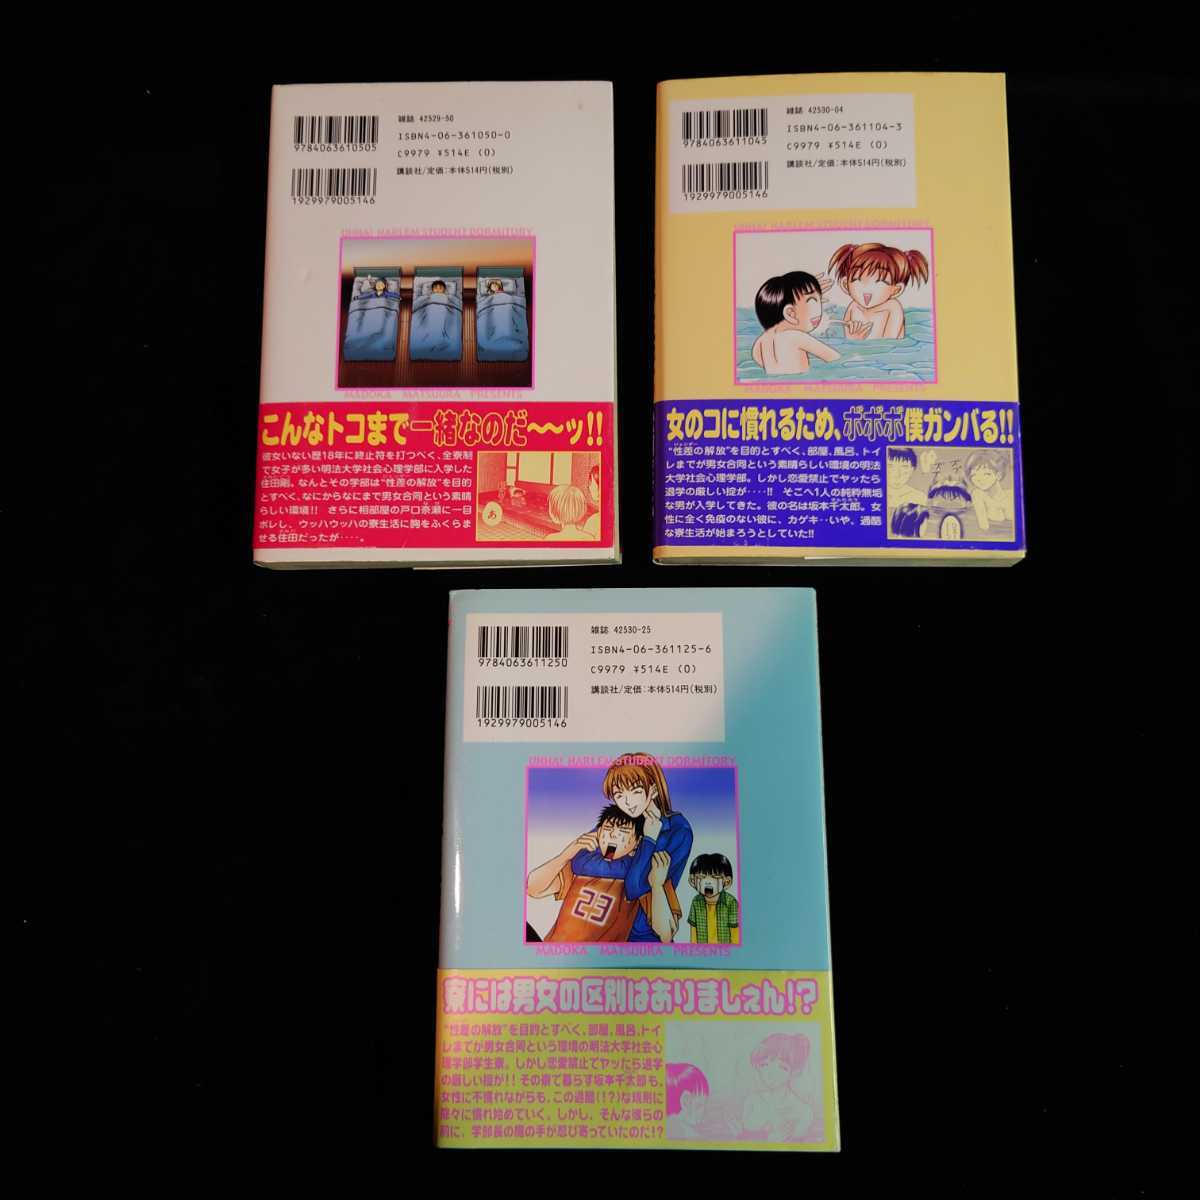 雑誌 42529-50
ISBN4-06-361050-0
C9979 ¥514E (0)
講談社/定価:本体514円(税別)
9784063610505
1929979005146
UHHA! HARLEM STUDENT DORMITORY
MADOKA MATSUURA PRESENTS
こんなトコまで一緒なのだ〜〜ッ!!
彼女いない歴18年に終止符を打つべく、全寮制
で女子が多い明法大学社会心理学部に入学した
住田剛。なんとその学部は“性差の解放”を目的
とすべく、なにからなにまで男女合同という素晴
らしい環境!! さらに相部屋の戸口奈瀬に一目
ボレし、ウッハウッハの寮生活に胸をふくらま
せる住田だったが‥‥。
あ
雑誌 42530-04
ISBN4-06-361104-3
C9979 ¥514E (0)
講談社/定価:本体514円(税別)
9784063611045
1929979005146
UHHA! HARLEM STUDENT DORMITORY
MADOKA MATSUURA PRESENTS
女のコに慣れるため、ボボボ僕ガンバる!!
“性差の解放”を目的とすべく、部屋、風呂、トイ
レまでが男女合同という素晴らしい環境の明法
大学社会心理学部。しかし恋愛禁止でヤッたら
退学の厳しい掟が‥‥!! そこへ1人の純粋無垢
な男が入学してきた。彼の名は坂本千太郎。女
性に全く免疫のない彼に、カゲキ‥いや、過酷
な寮生活が始まろうとしていた!!
雑誌 42530-25
ISBN4-06-361125-6
C9979 ¥514E (0)
講談社/定価:本体514円(税別)
9784063611250
1929979005146
UHHA! HARLEM STUDENT DORMITORY
23
MADOKA MATSUURA PRESENTS
寮には男女の区別はありましぇん!?
“性差の解放”を目的とすべく、部屋、風呂、トイ
レまでが男女合同という環境の明法大学社会心
理学部学生寮。しかし恋愛禁止でヤッたら退学
の厳しい掟が!! その寮で暮らす坂本千太郎も、
女性に不慣れながらも、この過酷(!?)な規則に
除々に慣れ始めていく。しかし、そんな彼らの
前に、学部長の魔の手が忍び寄っていたのだ!?